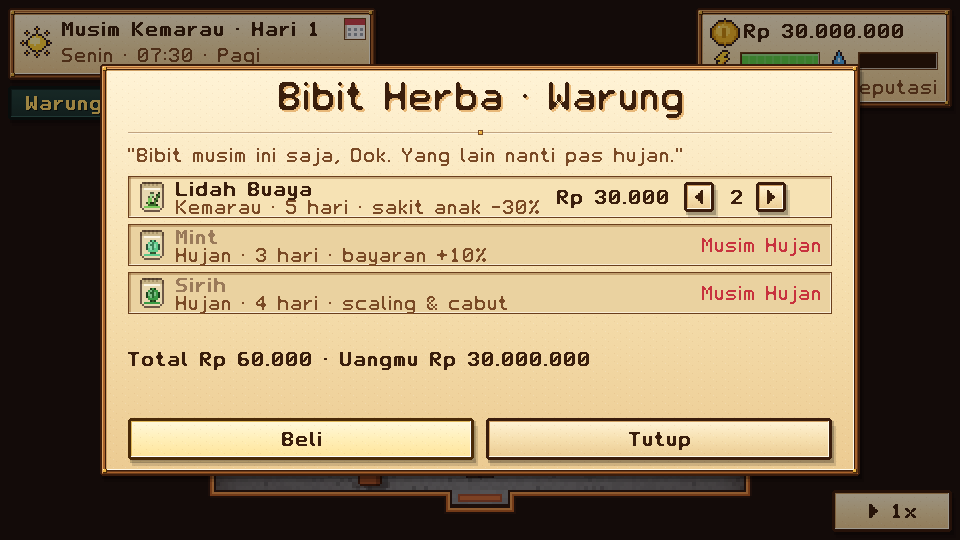 Musim Kemarau · Hari 1
Senin · 07:30 · Pagi
Rp 30.000.000
eputasi
Warung
Bibit Herba · Warung
"Bibit musim ini saja, Dok. Yang lain nanti pas hujan."
Lidah Buaya
Kemarau · 5 hari · sakit anak -30%
Rp 30.000
2
Mint
Hujan · 3 hari · bayaran +10%
Musim Hujan
Sirih
Hujan · 4 hari · scaling & cabut
Musim Hujan
Total Rp 60.000 · Uangmu Rp 30.000.000
Beli
Tutup
1x